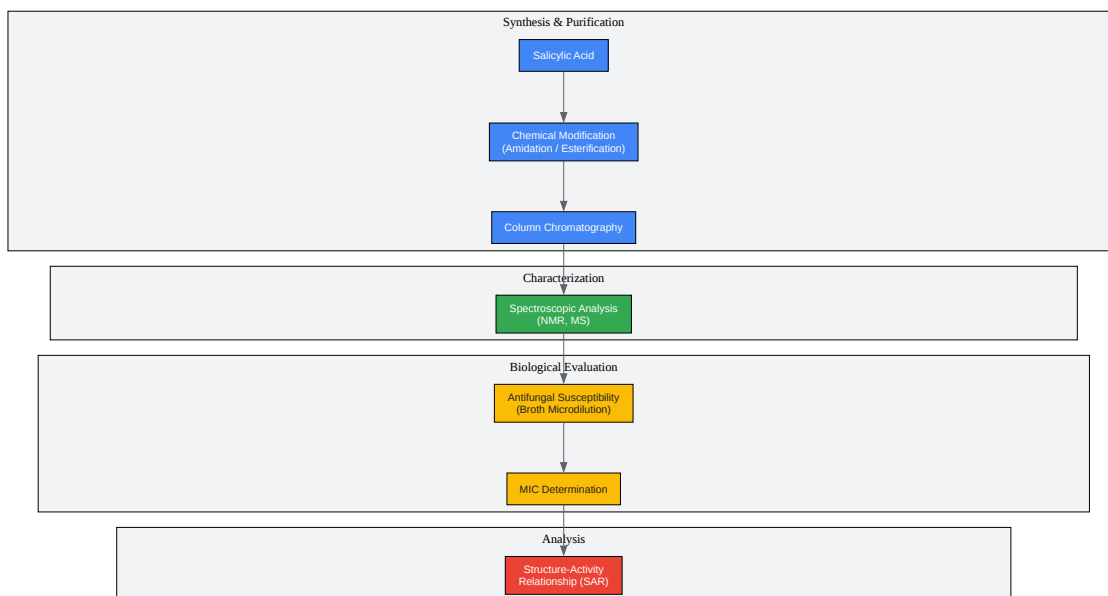 Synthesis & Purification
Salicylic Acid
Chemical Modification
(Amidation / Esterification)
Column Chromatography
Characterization
Spectroscopic Analysis
(NMR, MS)
Biological Evaluation
Antifungal Susceptibility
(Broth Microdilution)
MIC Determination
Analysis
Structure-Activity
Relationship (SAR)